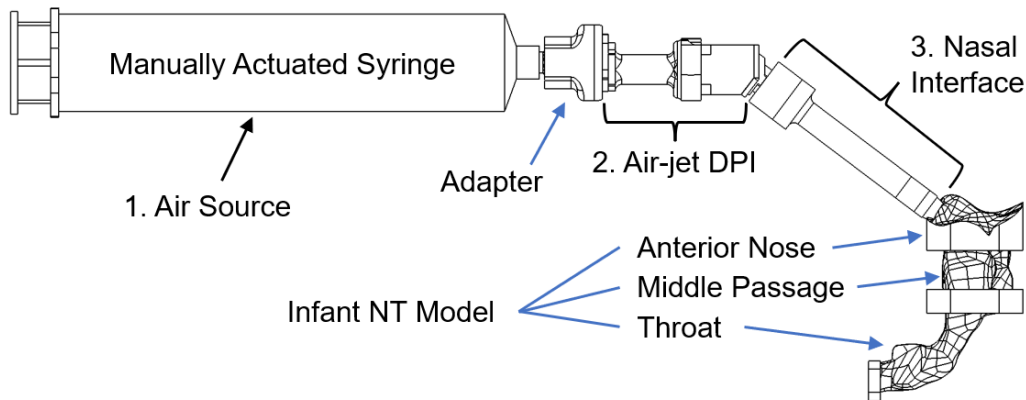 Manually Actuated Syringe
3. Nasal
Interface
2. Air-jet DPI
Adapter
1. Air Source
Anterior Nose
Infant NT Model
Middle Passage
Throat